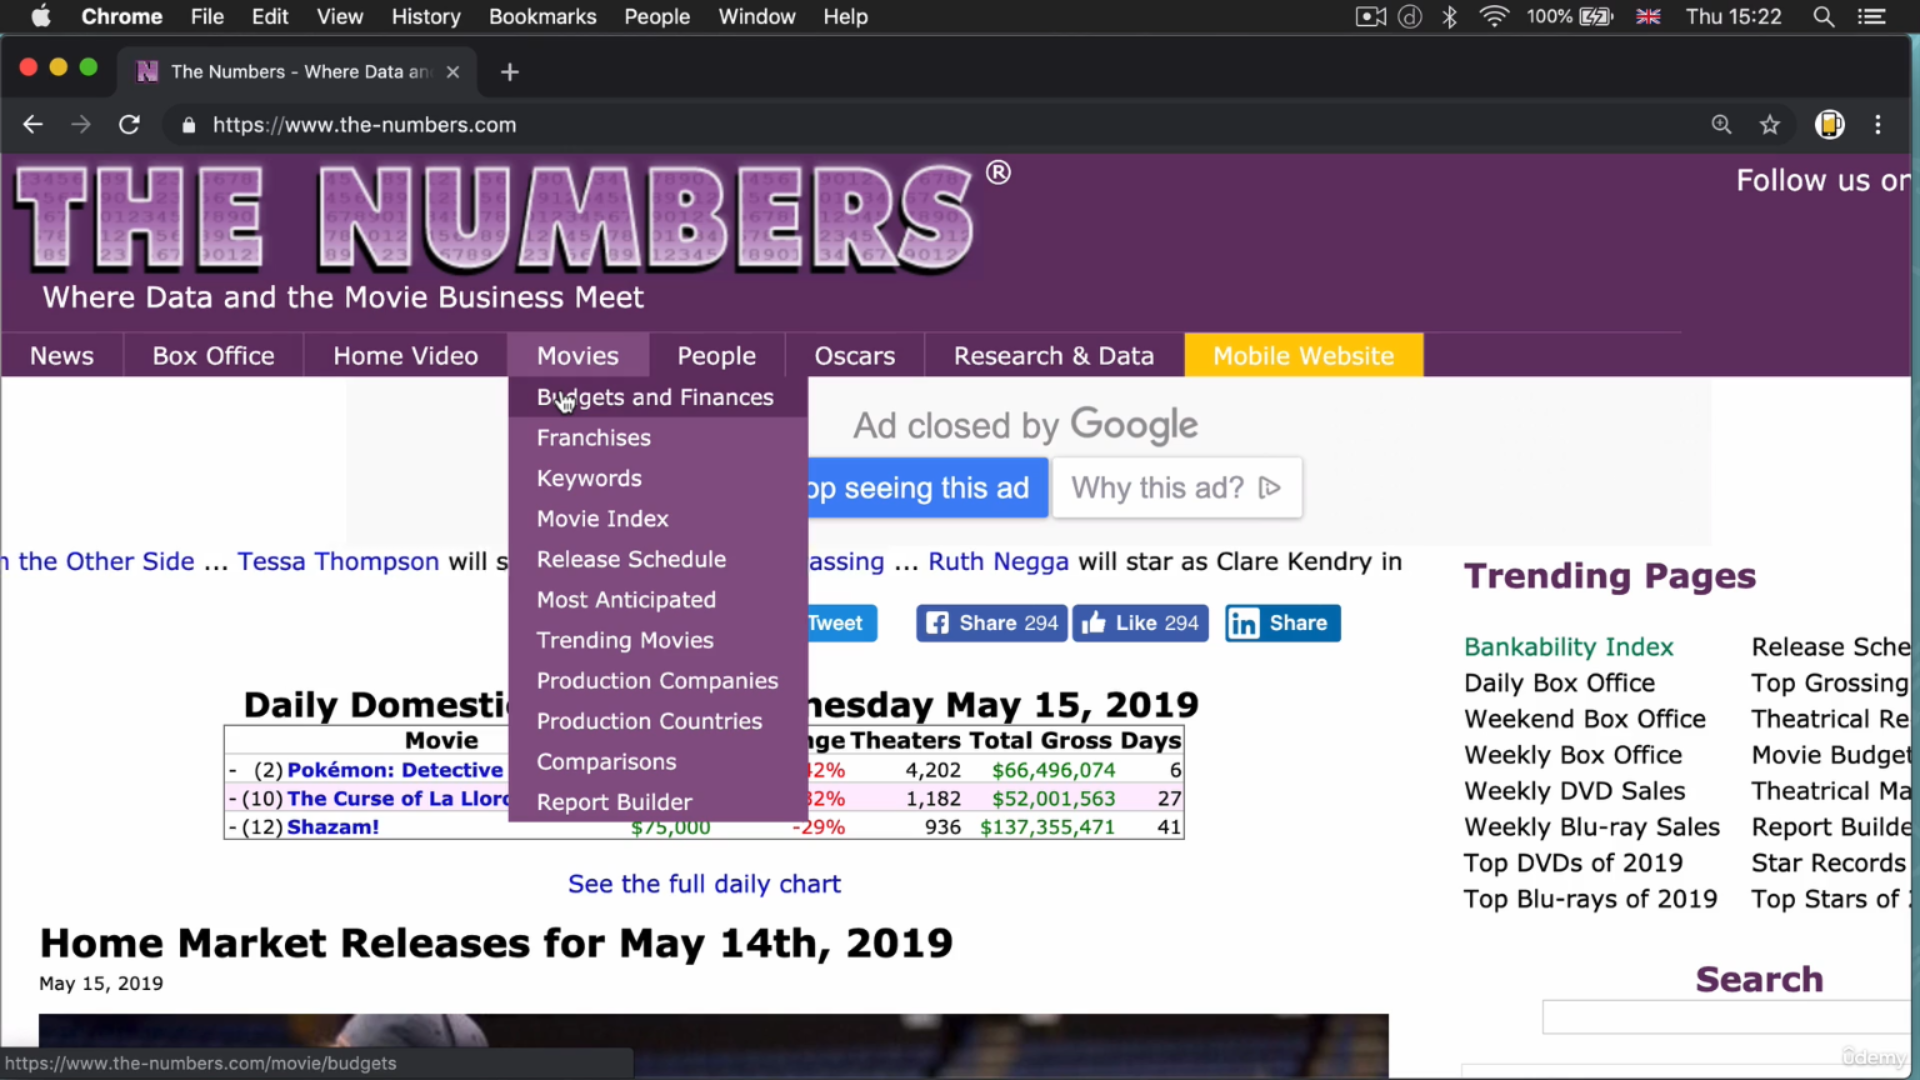 Chrome File Edit View History Bookmarks People Window Help 100% Thu 15:22
The Numbers - Where Data an
https://www.the-numbers.com
THE NUMBERS®
Follow us on
Where Data and the Movie Business Meet
News Box Office Home Video Movies People Oscars Research & Data Mobile Website
Budgets and Finances
Franchises
Keywords
Movie Index
Release Schedule
Most Anticipated
Trending Movies
Production Companies
Production Countries
Comparisons
Report Builder
Ad closed by Google
op seeing this ad Why this ad?
n the Other Side ... Tessa Thompson will s assing ... Ruth Negga will star as Clare Kendry in
Tweet Share 294 Like 294 Share
Daily Domesti nesday May 15, 2019
Movie nge Theaters Total Gross Days
- (2) Pokémon: Detective 42% 4,202 $66,496,074 6
- (10) The Curse of La Lloro 32% 1,182 $52,001,563 27
- (12) Shazam! $75,000 -29% 936 $137,355,471 41
See the full daily chart
Home Market Releases for May 14th, 2019
May 15, 2019
Trending Pages
Bankability Index Release Sche
Daily Box Office Top Grossing
Weekend Box Office Theatrical Re
Weekly Box Office Movie Budget
Weekly DVD Sales Theatrical Ma
Weekly Blu-ray Sales Report Builde
Top DVDs of 2019 Star Records
Top Blu-rays of 2019 Top Stars of
Search
https://www.the-numbers.com/movie/budgets
ûdemy